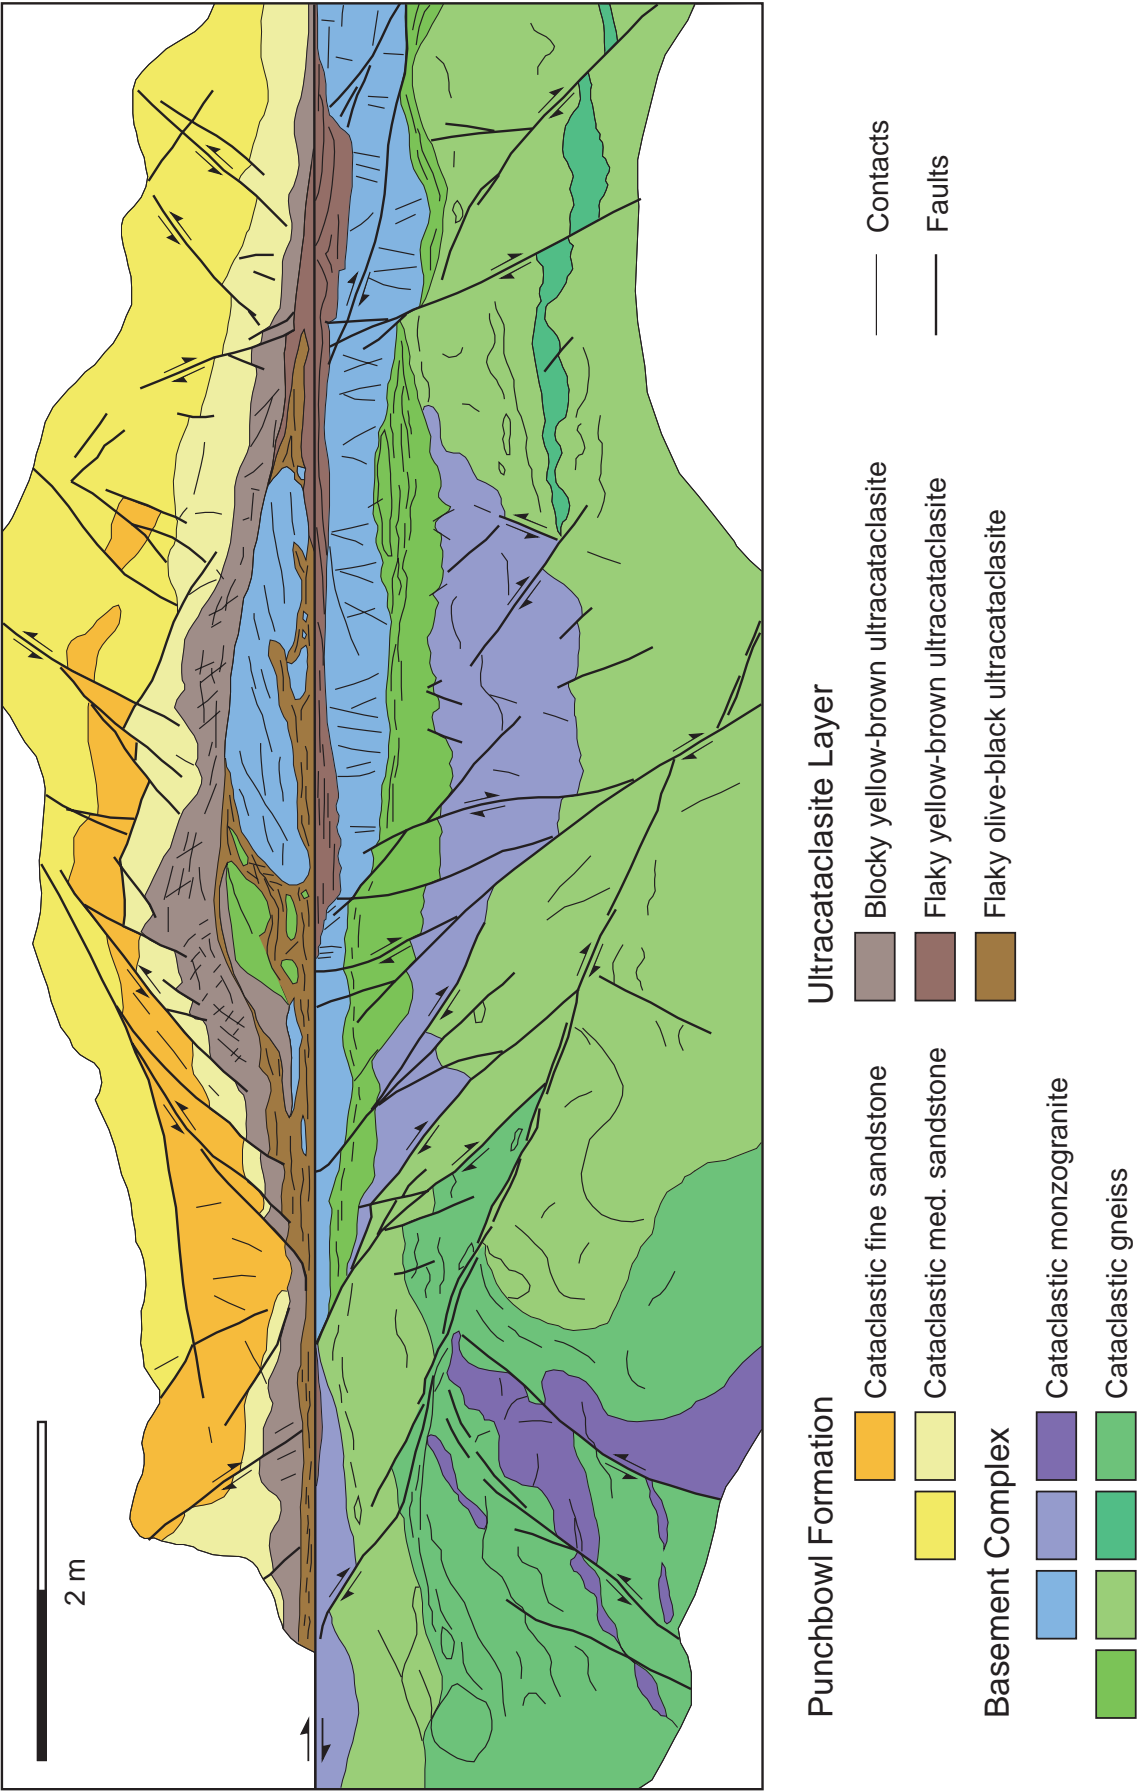 2 m
Punchbowl Formation
Cataclastic fine sandstone
Cataclastic med. sandstone
Basement Complex
Cataclastic monzogranite
Cataclastic gneiss
Ultracataclasite Layer
Blocky yellow-brown ultracataclasite
Flaky yellow-brown ultracataclasite
Flaky olive-black ultracataclasite
Contacts
Faults